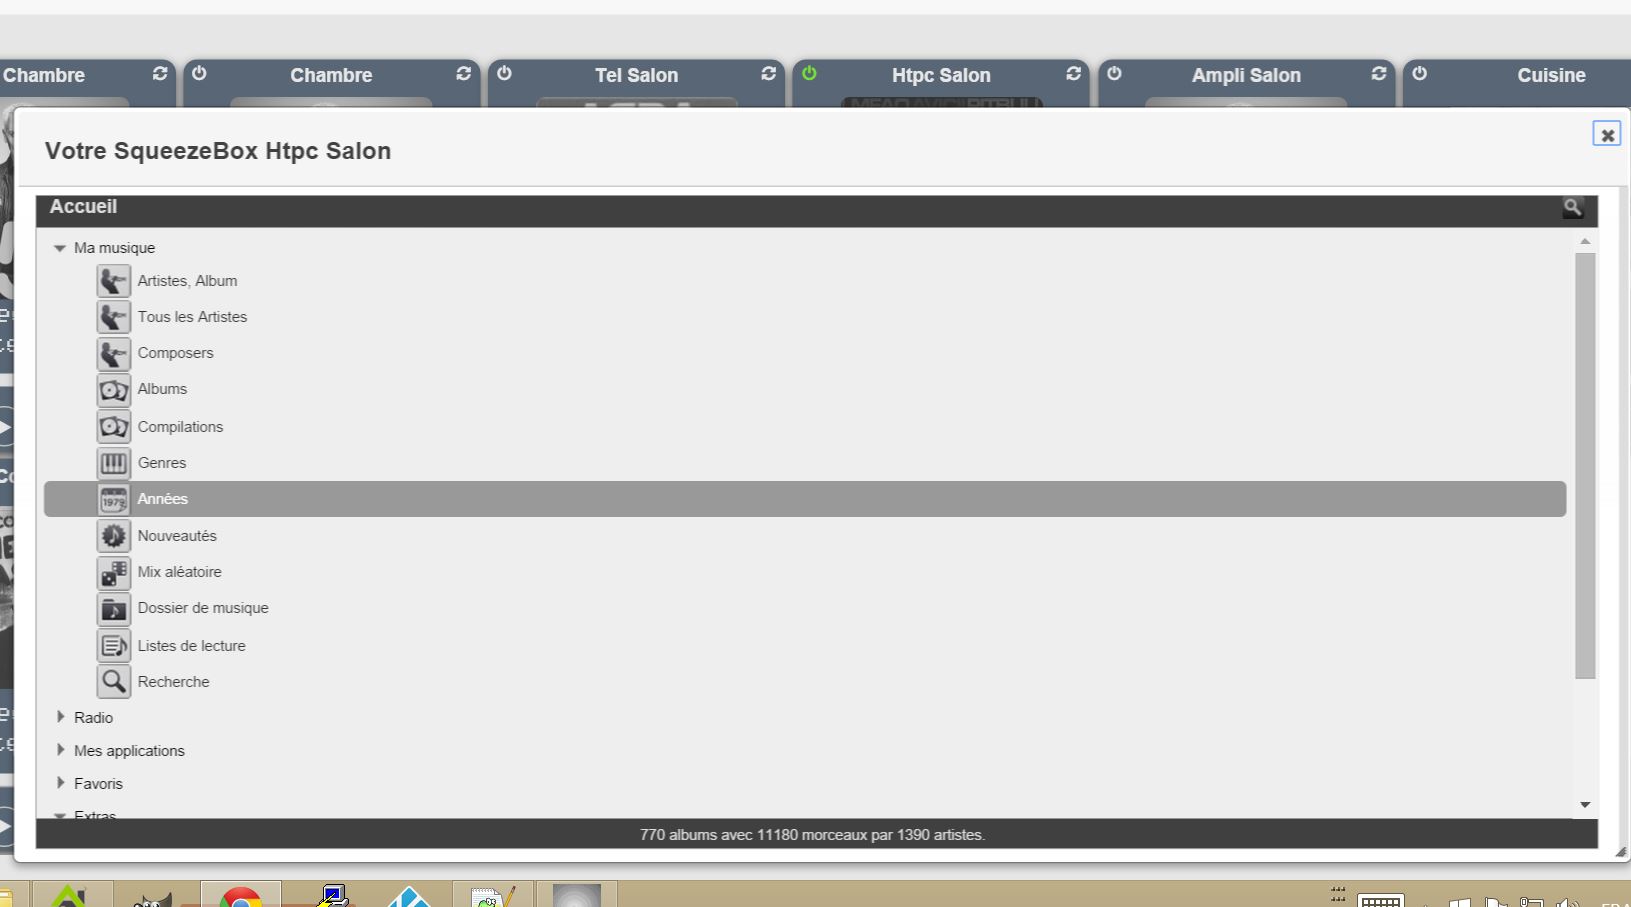 Chambre
Chambre
Tel Salon
Htpc Salon
Ampli Salon
Cuisine
Votre SqueezeBox Htpc Salon
Accueil
Ma musique
Artistes, Album
Tous les Artistes
Composers
Albums
Compilations
Genres
1979 Années
Nouveautés
Mix aléatoire
Dossier de musique
Listes de lecture
Recherche
Radio
Mes applications
Favoris
Extras
770 albums avec 11180 morceaux par 1390 artistes.